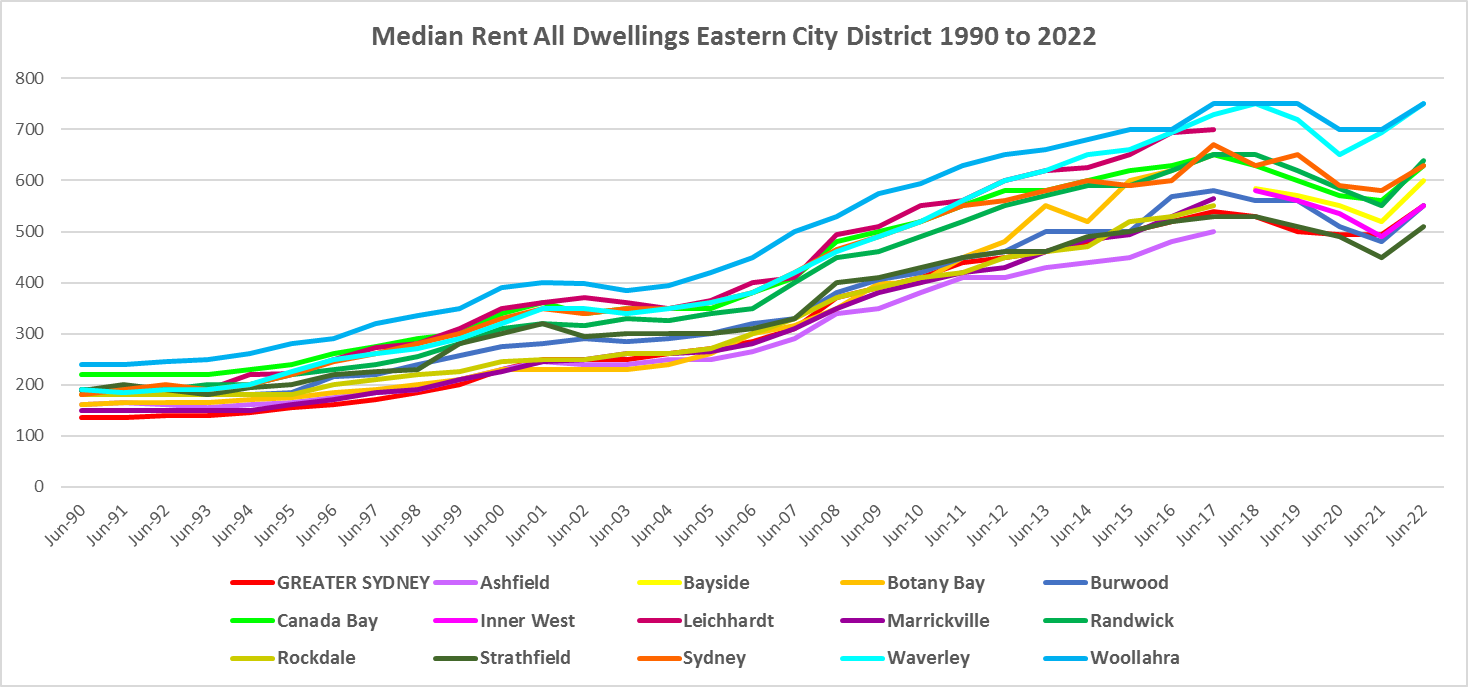 Median Rent All Dwellings Eastern City District 1990 to 2022
800
700
600
500
400
300
200
100
0
Jun-90 Jun-91 Jun-92 Jun-93 Jun-94 Jun-95 Jun-96 Jun-97 Jun-98 Jun-99 Jun-00 Jun-01 Jun-02 Jun-03 Jun-04 Jun-05 Jun-06 Jun-07 Jun-08 Jun-09 Jun-10 Jun-11 Jun-12 Jun-13 Jun-14 Jun-15 Jun-16 Jun-17 Jun-18 Jun-19 Jun-20 Jun-21 Jun-22
GREATER SYDNEY Ashfield Bayside Botany Bay Burwood
Canada Bay Inner West Leichhardt Marrickville Randwick
Rockdale Strathfield Sydney Waverley Woollahra